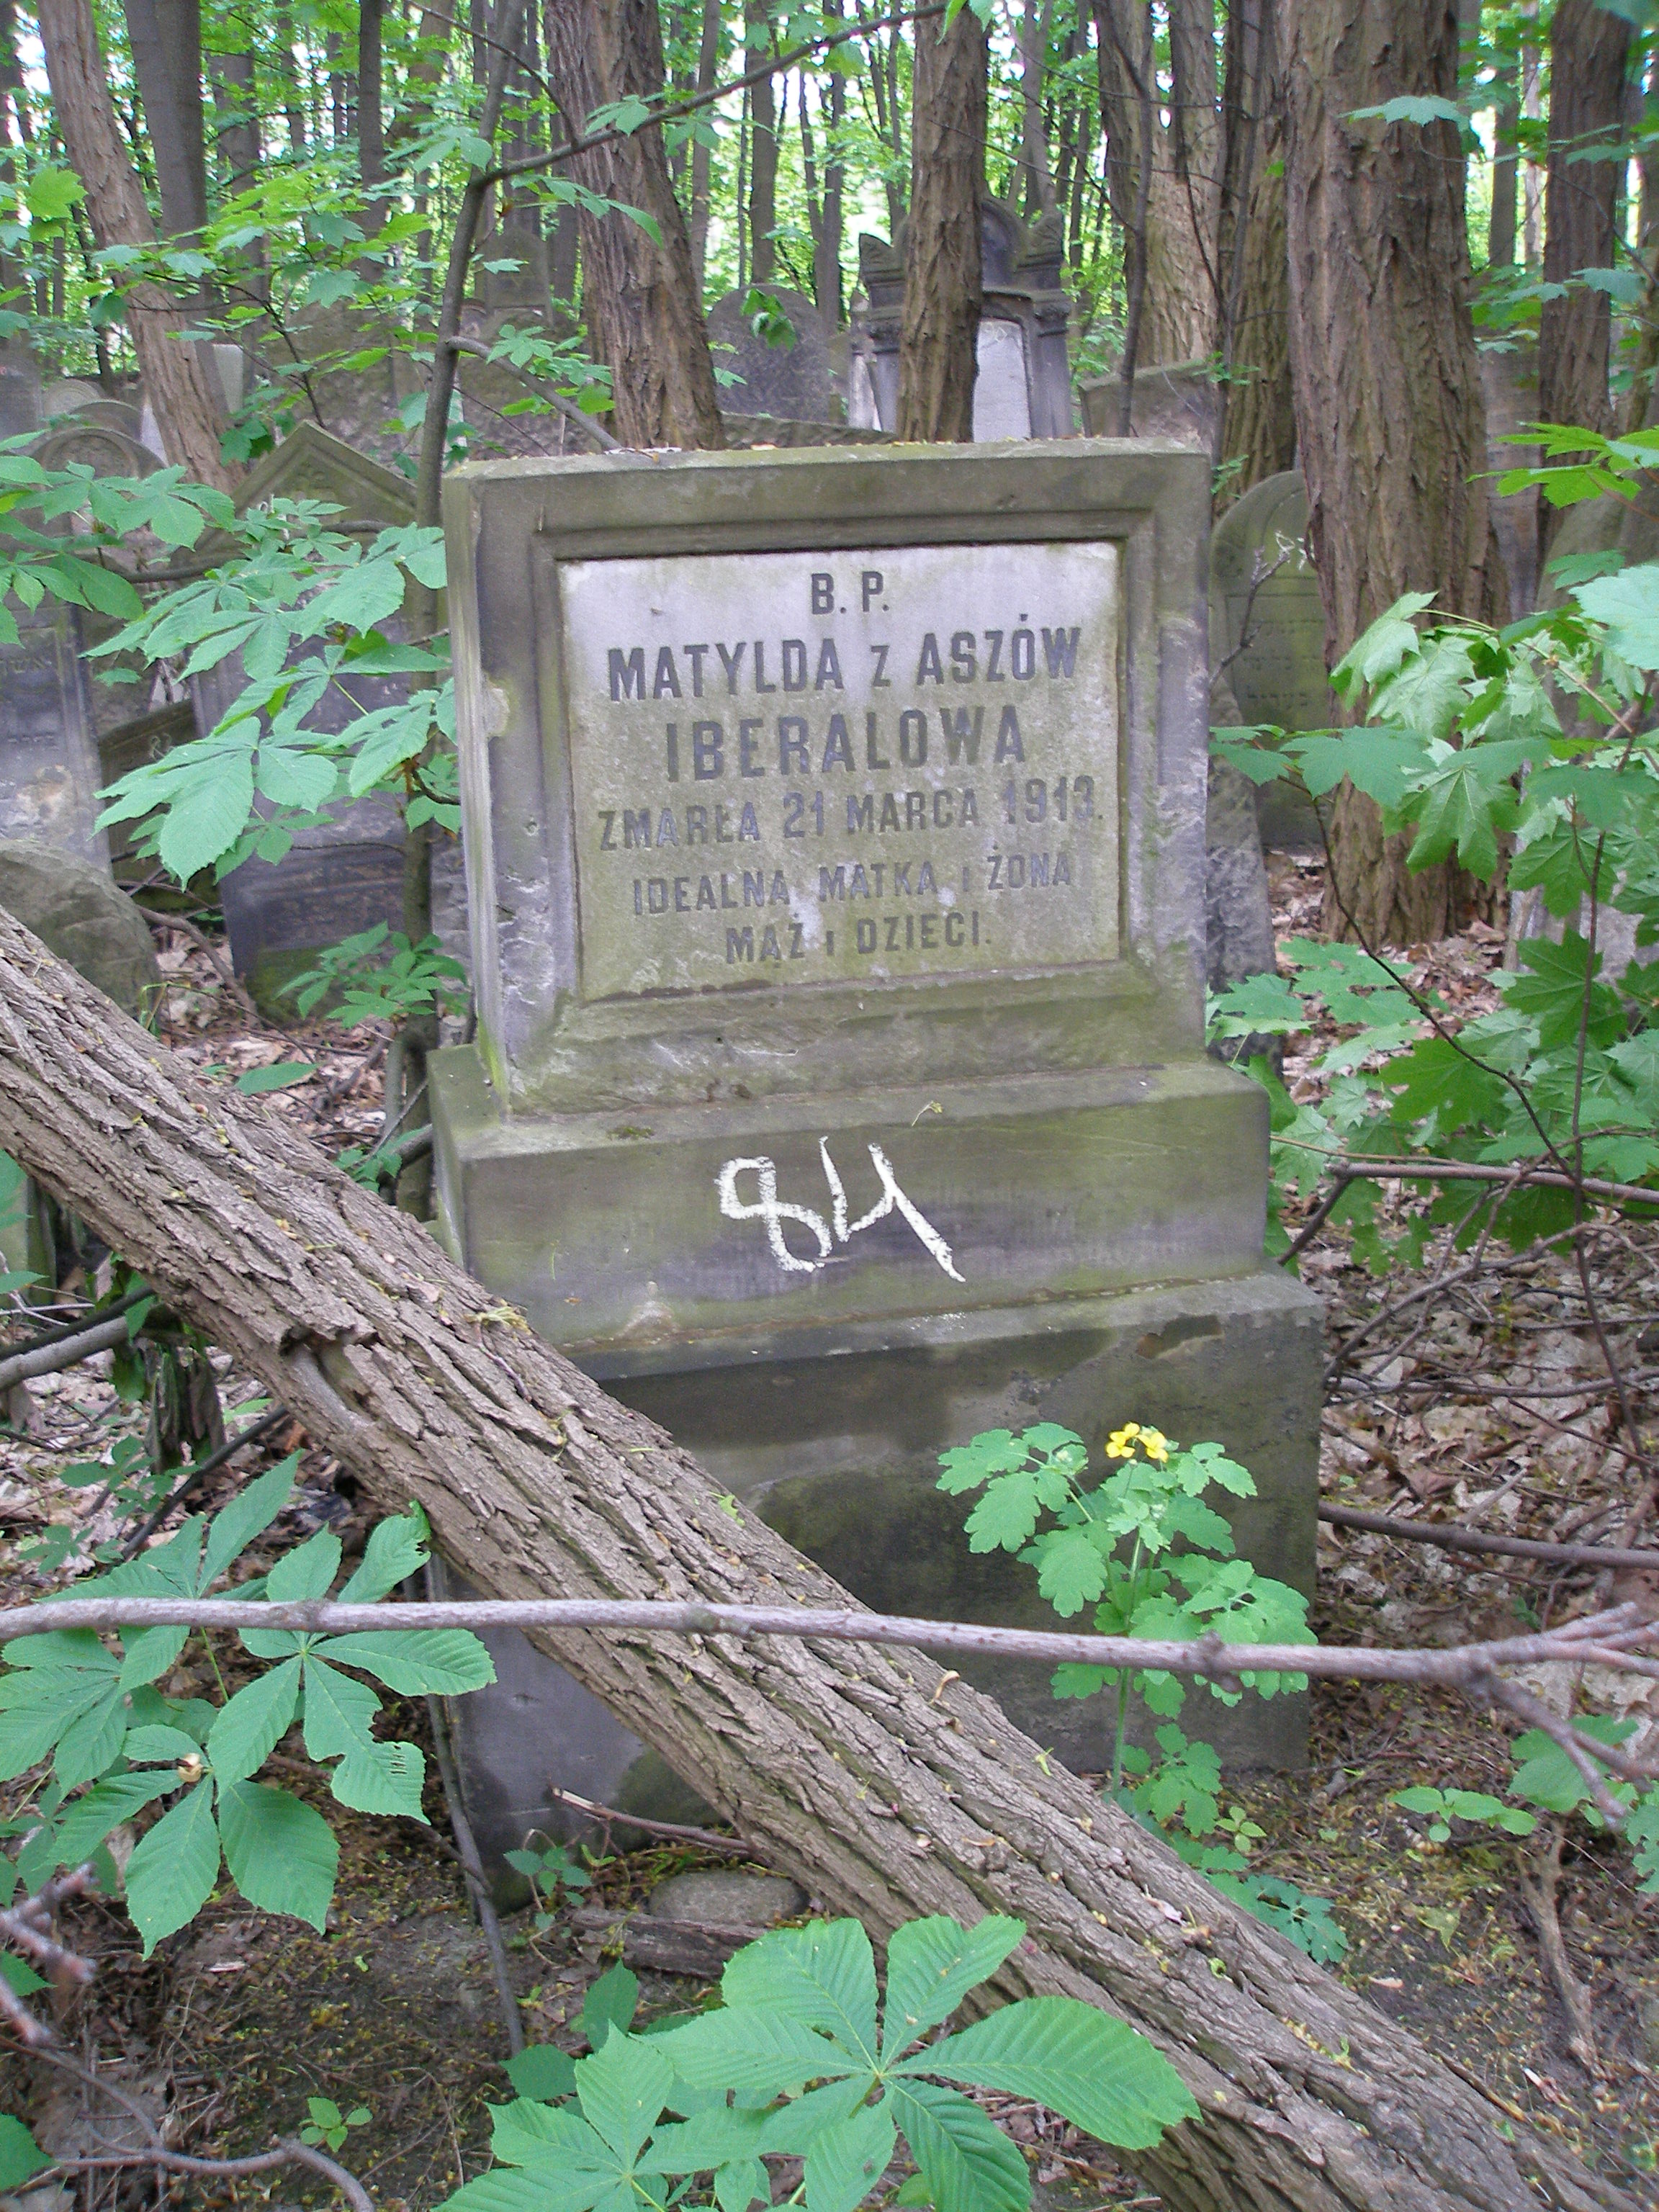 B. P.
MATYLDA Z ASZÓW
IBERALOWA
ZMARŁA 21 MARCA 1913.
IDEALNA MATKA I ŻONA
MĄŻ I DZIECI.
84